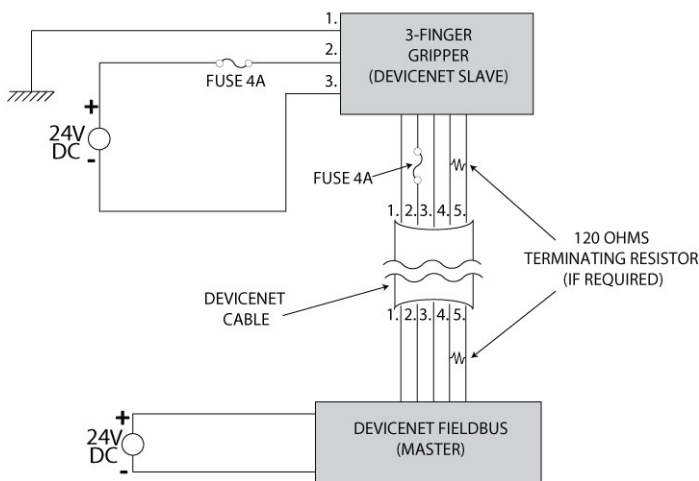 1.
2.
3.
3-FINGER
GRIPPER
(DEVICENET SLAVE)
FUSE 4A
+
24V
DC
-
FUSE 4A
1. 2. 3. 4. 5.
120 OHMS
TERMINATING RESISTOR
(IF REQUIRED)
DEVICENET
CABLE
1. 2. 3. 4. 5.
+
24V
DC
-
DEVICENET FIELDBUS
(MASTER)